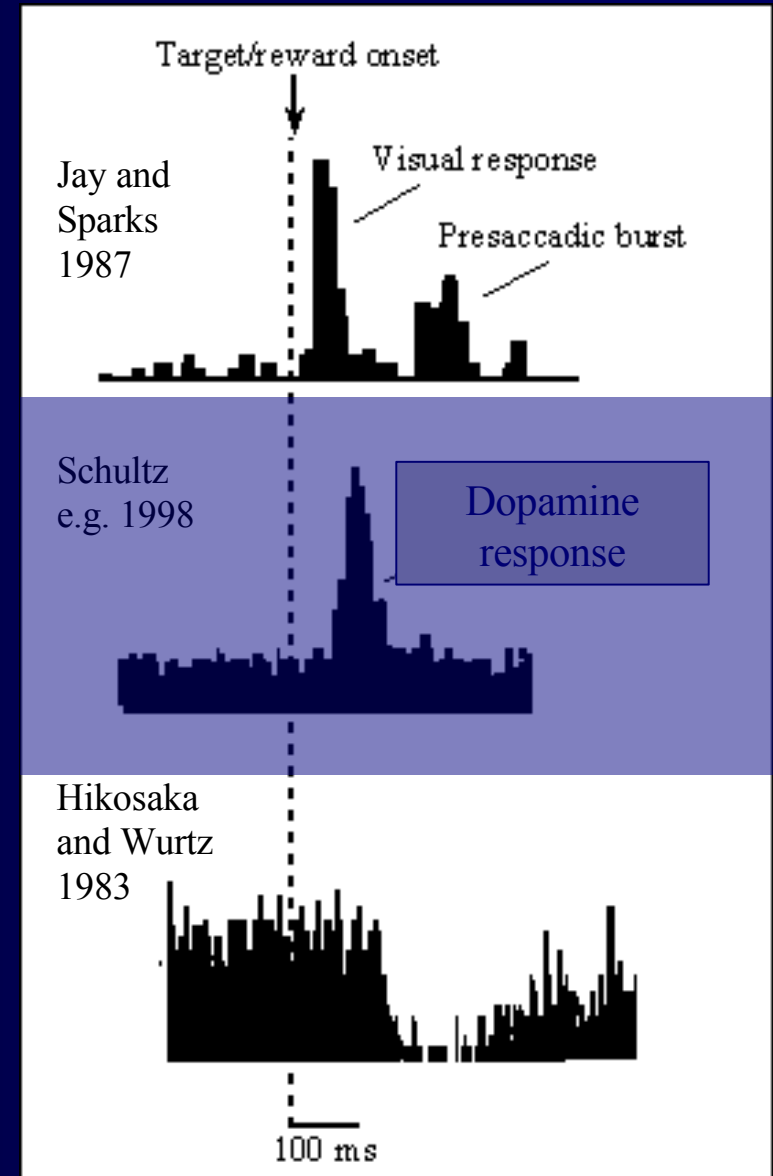 Target/reward onset
Jay and
Sparks
1987
Visual response
Presaccadic burst
Schultz
e.g. 1998
Dopamine
response
Hikosaka
and Wurtz
1983
100 ms